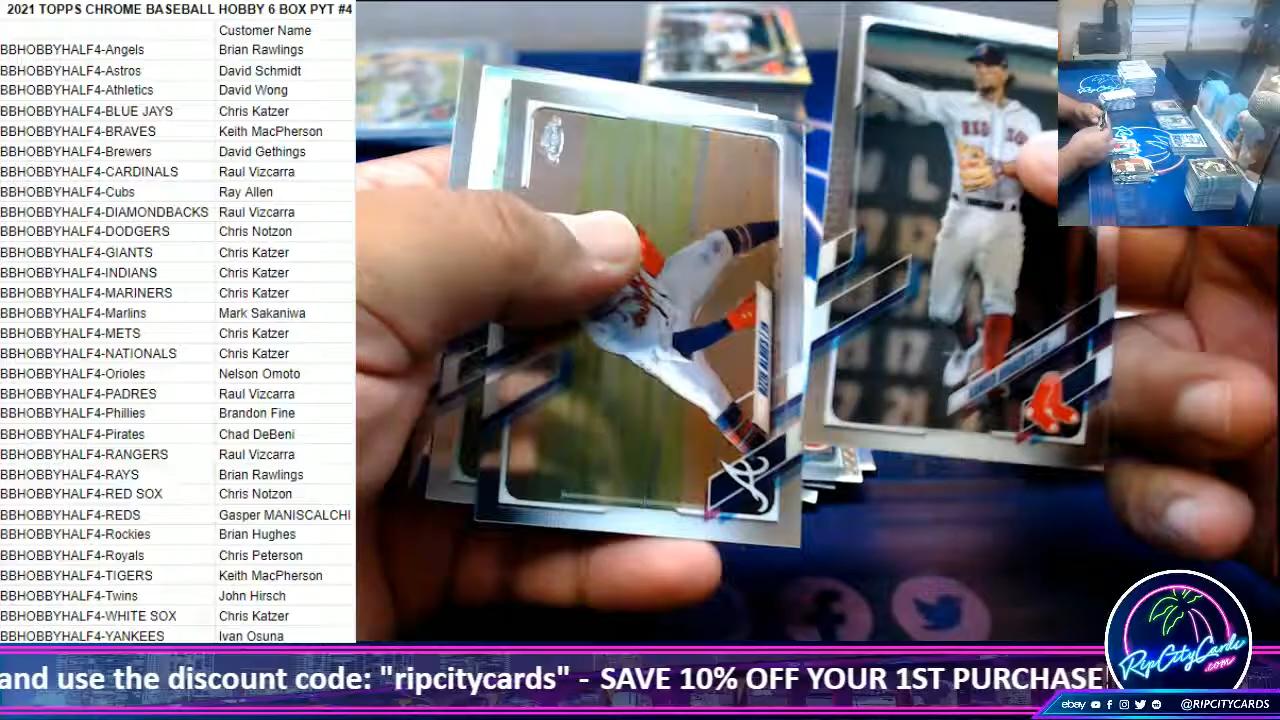 2021 TOPPS CHROME BASEBALL HOBBY 6 BOX PYT #4
Customer Name
BBHOBBYHALF4-Angels Brian Rawlings
BBHOBBYHALF4-Astros David Schmidt
BBHOBBYHALF4-Athletics David Wong
BBHOBBYHALF4-BLUE JAYS Chris Katzer
BBHOBBYHALF4-BRAVES Keith MacPherson
BBHOBBYHALF4-Brewers David Gethings
BBHOBBYHALF4-CARDINALS Raul Vizcarra
BBHOBBYHALF4-Cubs Ray Allen
BBHOBBYHALF4-DIAMONDBACKS Raul Vizcarra
BBHOBBYHALF4-DODGERS Chris Notzon
BBHOBBYHALF4-GIANTS Chris Katzer
BBHOBBYHALF4-INDIANS Chris Katzer
BBHOBBYHALF4-MARINERS Chris Katzer
BBHOBBYHALF4-Marlins Mark Sakaniwa
BBHOBBYHALF4-METS Chris Katzer
BBHOBBYHALF4-NATIONALS Chris Katzer
BBHOBBYHALF4-Orioles Nelson Omoto
BBHOBBYHALF4-PADRES Raul Vizcarra
BBHOBBYHALF4-Phillies Brandon Fine
BBHOBBYHALF4-Pirates Chad DeBeni
BBHOBBYHALF4-RANGERS Raul Vizcarra
BBHOBBYHALF4-RAYS Brian Rawlings
BBHOBBYHALF4-RED SOX Chris Notzon
BBHOBBYHALF4-REDS Gasper MANISCALCHI
BBHOBBYHALF4-Rockies Brian Hughes
BBHOBBYHALF4-Royals Chris Peterson
BBHOBBYHALF4-TIGERS Keith MacPherson
BBHOBBYHALF4-Twins John Hirsch
BBHOBBYHALF4-WHITE SOX Chris Katzer
BBHOBBYHALF4-YANKEES Ivan Osuna
RED SOX
OZZIE ALBIES
A
and use the discount code: "ripcitycards" - SAVE 10% OFF YOUR 1ST PURCHASE
RipCityCards
.com
ebay @RIPCITYCARDS